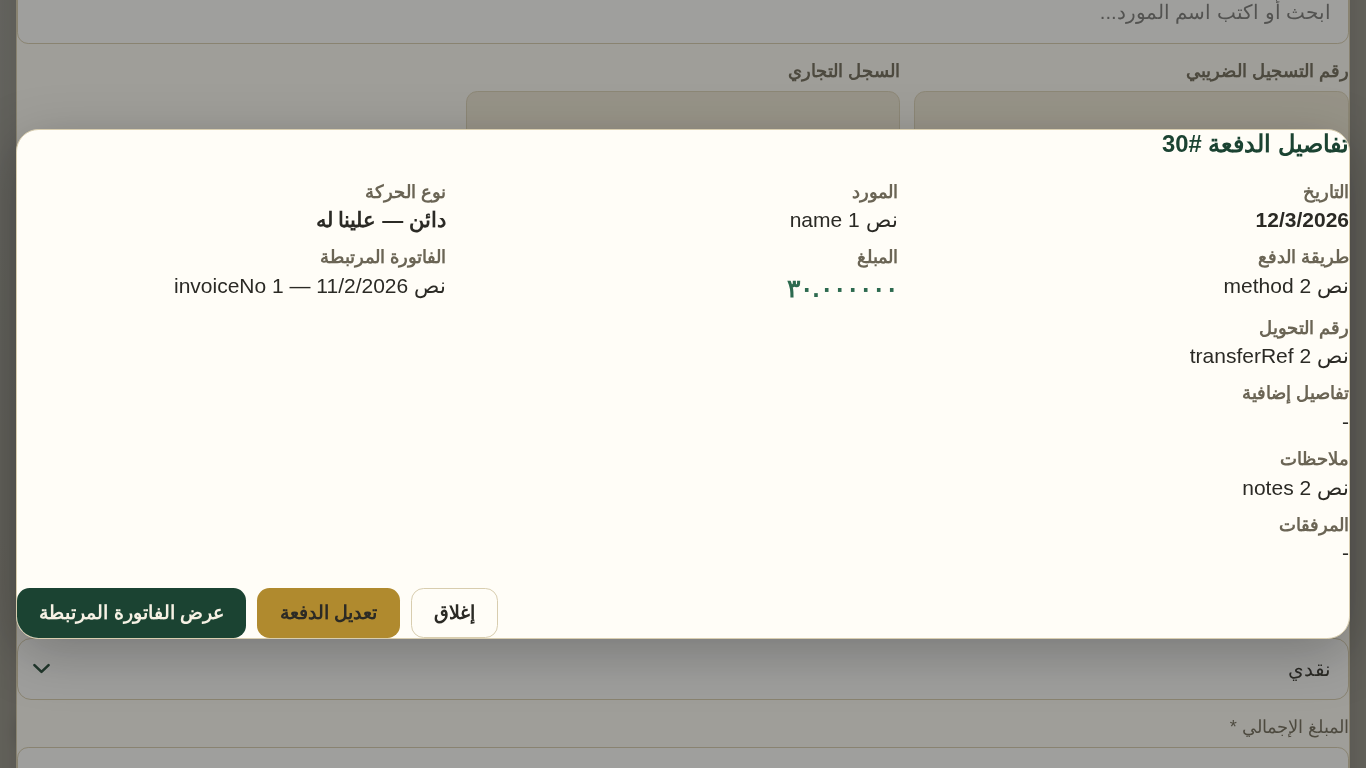 ابحث أو اكتب اسم المورد...
رقم التسجيل الضريبي
السجل التجاري
تفاصيل الدفعة #30
التاريخ
12/3/2026
المورد
نص name 1
نوع الحركة
دائن — علينا له
طريقة الدفع
نص method 2
المبلغ
٣٠.٠٠٠٠٠٠
الفاتورة المرتبطة
نص invoiceNo 1 — 11/2/2026
رقم التحويل
نص transferRef 2
تفاصيل إضافية
-
ملاحظات
نص notes 2
المرفقات
-
إغلاق
تعديل الدفعة
عرض الفاتورة المرتبطة
نقدي
المبلغ الإجمالي *